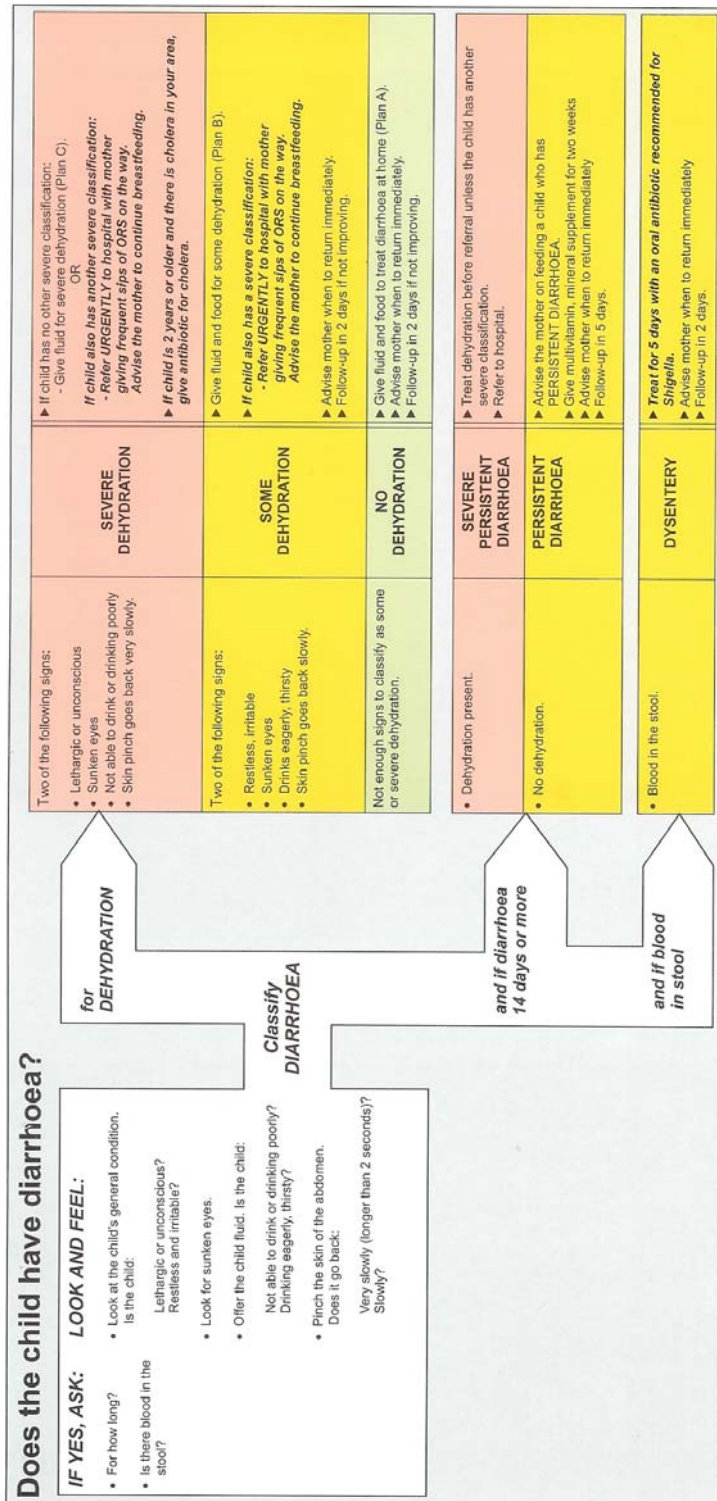 Does the child have diarrhoea?
IF YES, ASK:
• For how long?
• Is there blood in the
stool?
LOOK AND FEEL:
• Look at the child's general condition.
Is the child:
Lethargic or unconscious?
Restless and irritable?
• Look for sunken eyes.
• Offer the child fluid. Is the child:
Not able to drink or drinking poorly?
Drinking eagerly, thirsty?
• Pinch the skin of the abdomen.
Does it go back:
Very slowly (longer than 2 seconds)?
Slowly?
Classify
DIARRHOEA
for
DEHYDRATION
Two of the following signs:
• Lethargic or unconscious
• Sunken eyes
• Not able to drink or drinking poorly
• Skin pinch goes back very slowly.
SEVERE
DEHYDRATION
► If child has no other severe classification:
- Give fluid for severe dehydration (Plan C).
OR
If child also has another severe classification:
- Refer URGENTLY to hospital with mother
giving frequent sips of ORS on the way.
Advise the mother to continue breastfeeding.
► If child is 2 years or older and there is cholera in your area,
give antibiotic for cholera.
Two of the following signs:
• Restless, irritable
• Sunken eyes
• Drinks eagerly, thirsty
• Skin pinch goes back slowly.
SOME
DEHYDRATION
► Give fluid and food for some dehydration (Plan B).
► If child also has a severe classification:
- Refer URGENTLY to hospital with mother
giving frequent sips of ORS on the way.
Advise the mother to continue breastfeeding.
► Advise mother when to return immediately.
► Follow-up in 2 days if not improving.
Not enough signs to classify as some
or severe dehydration.
NO
DEHYDRATION
► Give fluid and food to treat diarrhoea at home (Plan A).
► Advise mother when to return immediately.
► Follow-up in 2 days if not improving.
and if diarrhoea
14 days or more
• Dehydration present.
SEVERE
PERSISTENT
DIARRHOEA
► Treat dehydration before referral unless the child has another
severe classification.
► Refer to hospital.
• No dehydration.
PERSISTENT
DIARRHOEA
► Advise the mother on feeding a child who has
PERSISTENT DIARRHOEA.
► Give multivitamin, mineral supplement for two weeks
► Advise mother when to return immediately
► Follow-up in 5 days.
and if blood
in stool
• Blood in the stool.
DYSENTERY
► Treat for 5 days with an oral antibiotic recommended for
Shigella.
► Advise mother when to return immediately
► Follow-up in 2 days.